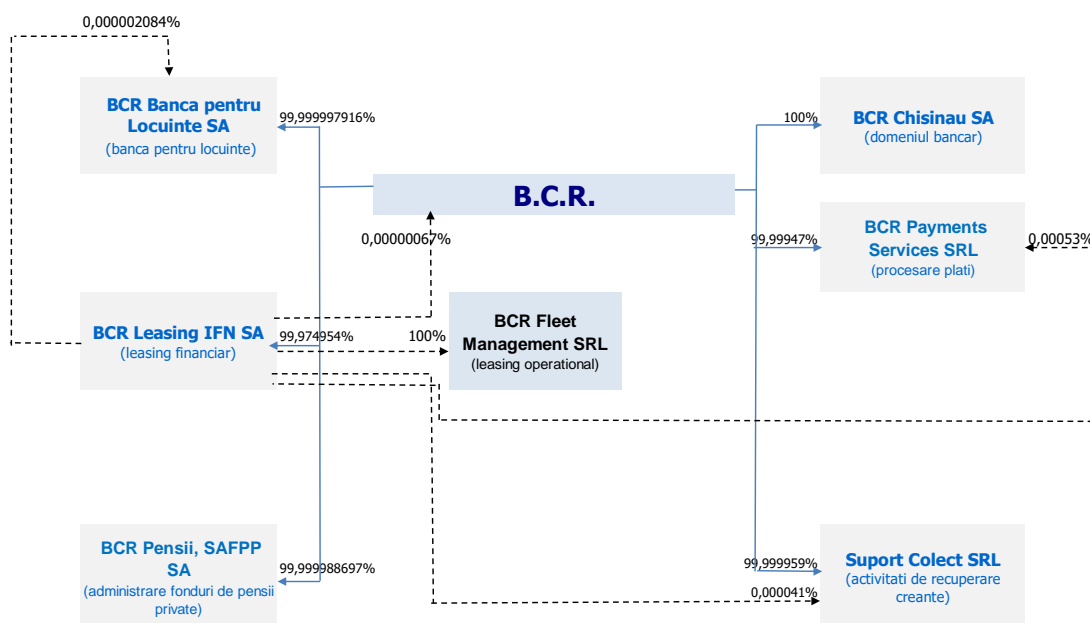 0,000002084%
BCR Banca pentru
Locuinte SA
(banca pentru locuinte)
99,999997916%
100%
BCR Chisinau SA
(domeniul bancar)
B.C.R.
0,00000067%
BCR Payments
Services SRL
(procesare plati)
99,99947%
0,00053%
BCR Leasing IFN SA
(leasing financiar)
99,974954%
100%
BCR Fleet
Management SRL
(leasing operational)
BCR Pensii, SAFPP
SA
(administrare fonduri de pensii
private)
99,999988697%
99,999959%
0,000041%
Suport Colect SRL
(activitati de recuperare
creante)